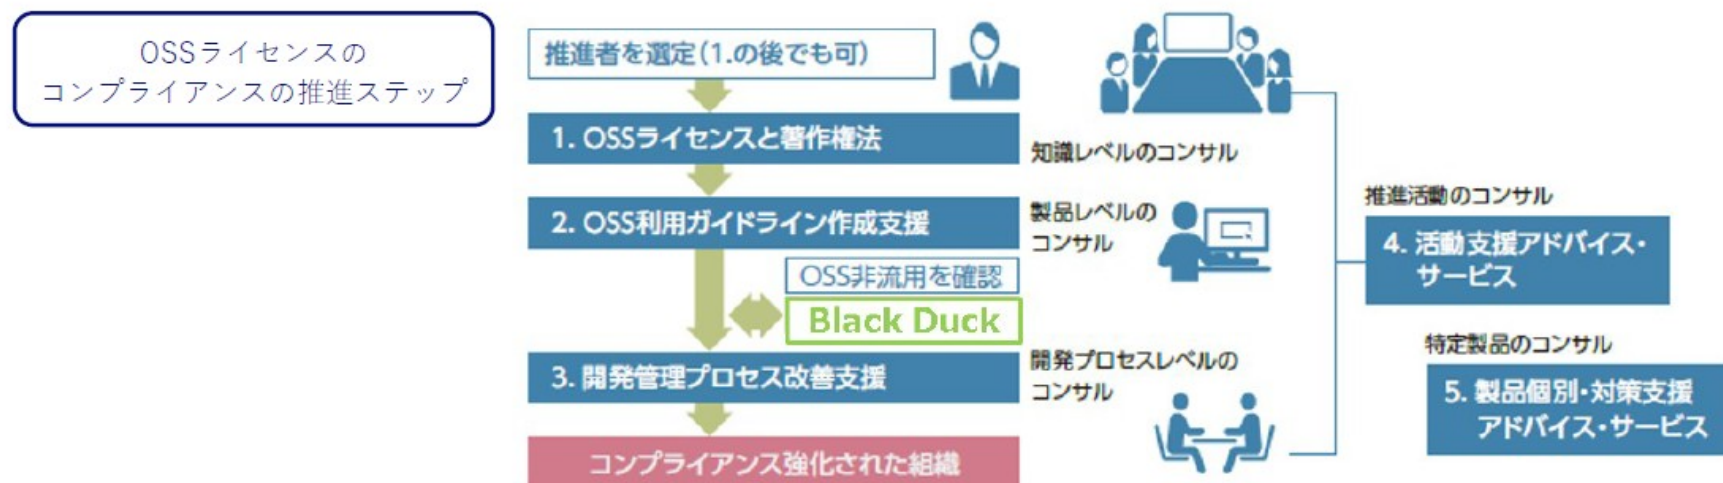 OSSライセンスの
コンプライアンスの推進ステップ
推進者を選定(1.の後でも可)
1. OSSライセンスと著作権法
知識レベルのコンサル
2. OSS利用ガイドライン作成支援
製品レベルの
コンサル
OSS非流用を確認
Black Duck
3. 開発管理プロセス改善支援
開発プロセスレベルの
コンサル
コンプライアンス強化された組織
推進活動のコンサル
4. 活動支援アドバイス・
サービス
特定製品のコンサル
5. 製品個別・対策支援
アドバイス・サービス